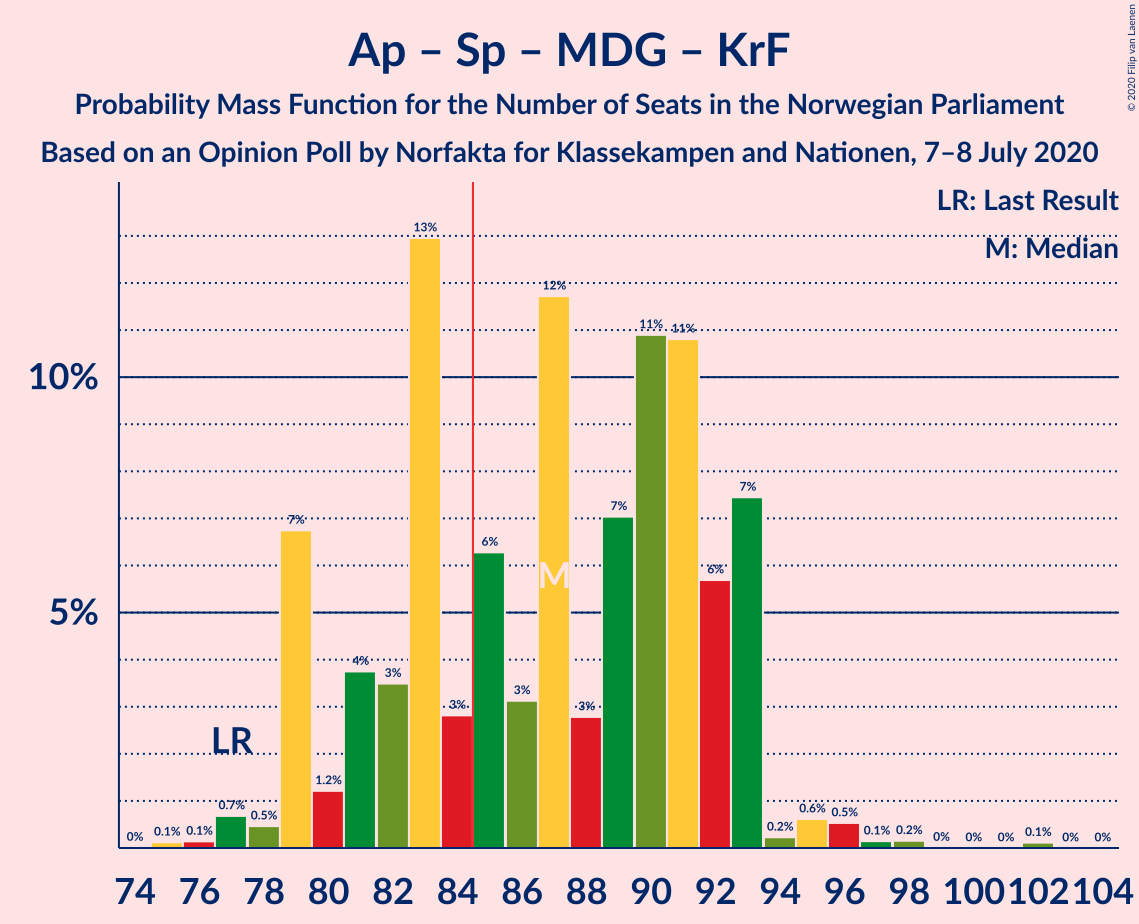 Ap – Sp – MDG – KrF
Probability Mass Function for the Number of Seats in the Norwegian Parliament
Based on an Opinion Poll by Norfakta for Klassekampen and Nationen, 7–8 July 2020
© 2020 Filip van Laenen
LR: Last Result
M: Median
10%
5%
LR
M
0% 0.1% 0.1% 0.7% 0.5% 7% 1.2% 4% 3% 13% 3% 6% 3% 12% 3% 7% 11% 11% 6% 7% 0.2% 0.6% 0.5% 0.1% 0.2% 0% 0% 0% 0.1% 0% 0%
74 76 78 80 82 84 86 88 90 92 94 96 98 100 102 104